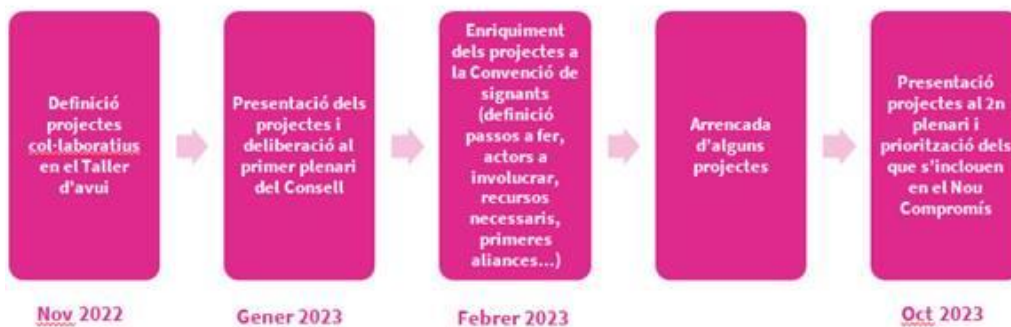 Definició
projectes
col·laboratius
en el Taller
d'avui
Presentació dels
projectes i
deliberació al
primer plenari
del Consell
Enriquiment
dels projectes a
la Convenció de
signants
(definició
passos a fer,
actors a
involucrar,
recursos
necessaris,
primeres
aliances...)
Arrencada
d'alguns
projectes
Presentació
projectes al 2n
plenari i
priorització dels
que s'inclouen
en el Nou
Compromís
Nov 2022
Gener 2023
Febrer 2023
Oct 2023